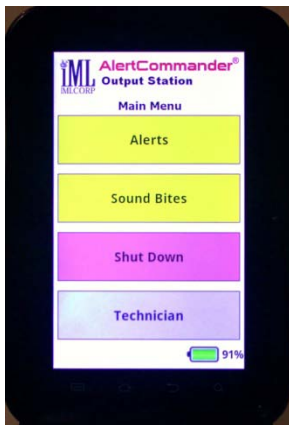 iML
IMLCORP
AlertCommander®
Output Station
Main Menu
Alerts
Sound Bites
Shut Down
Technician
91%